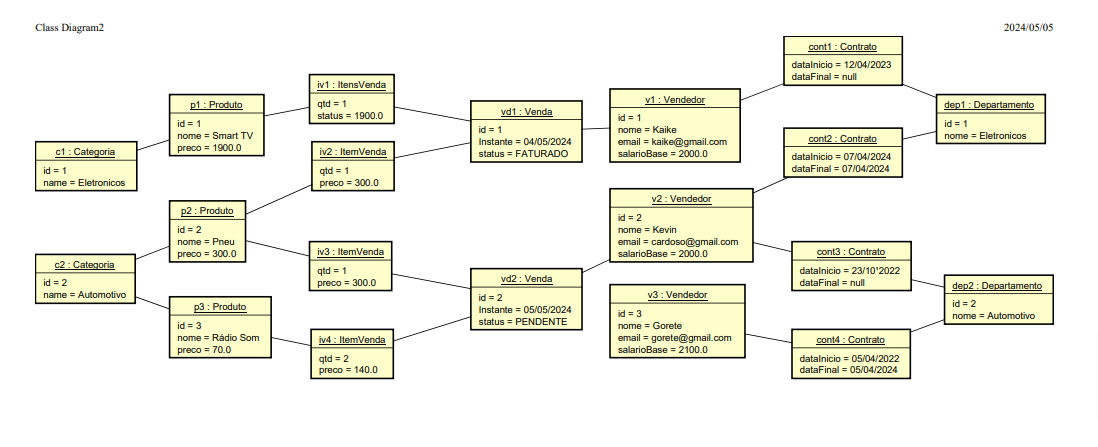 Class Diagram2
2024/05/05
cont1 : Contrato
dataInicio = 12/04/2023
dataFinal = null
iv1 : ItensVenda
qtd = 1
status = 1900.0
p1 : Produto
id = 1
nome = Smart TV
preco = 1900.0
vd1 : Venda
id = 1
Instante = 04/05/2024
status = FATURADO
v1 : Vendedor
id = 1
nome = Kaike
email = kaike@gmail.com
salarioBase = 2000.0
dep1 : Departamento
id = 1
nome = Eletronicos
c1 : Categoria
id = 1
name = Eletronicos
iv2 : ItemVenda
qtd = 1
preco = 300.0
cont2 : Contrato
dataInicio = 07/04/2024
dataFinal = 07/04/2024
p2 : Produto
id = 2
nome = Pneu
preco = 300.0
v2 : Vendedor
id = 2
nome = Kevin
email = cardoso@gmail.com
salarioBase = 2000.0
c2 : Categoria
id = 2
name = Automotivo
iv3 : ItemVenda
qtd = 1
preco = 300.0
cont3 : Contrato
dataInicio = 23/10'2022
dataFinal = null
vd2 : Venda
id = 2
Instante = 05/05/2024
status = PENDENTE
dep2 : Departamento
id = 2
nome = Automotivo
p3 : Produto
id = 3
nome = Rádio Som
preco = 70.0
v3 : Vendedor
id = 3
nome = Gorete
email = gorete@gmail.com
salarioBase = 2100.0
iv4 : ItemVenda
qtd = 2
preco = 140.0
cont4 : Contrato
dataInicio = 05/04/2022
dataFinal = 05/04/2024